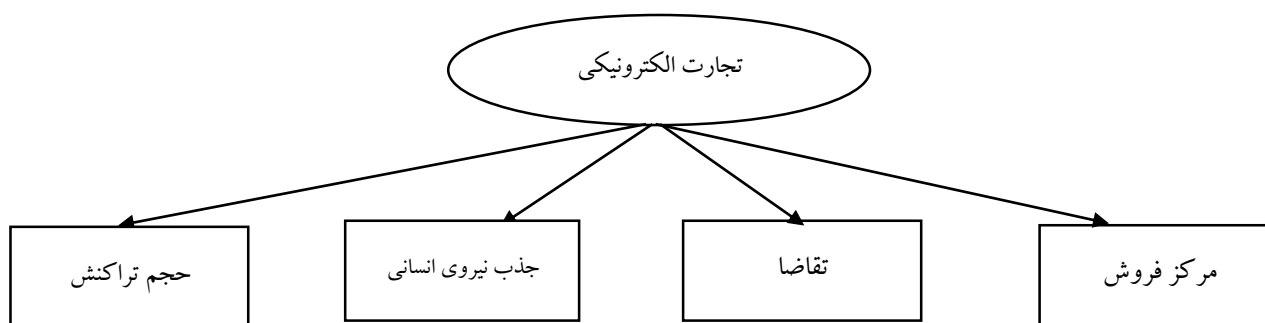 تجارت الکترونیکی
مرکز فروش
تقاضا
جذب نیروی انسانی
حجم تراکنش